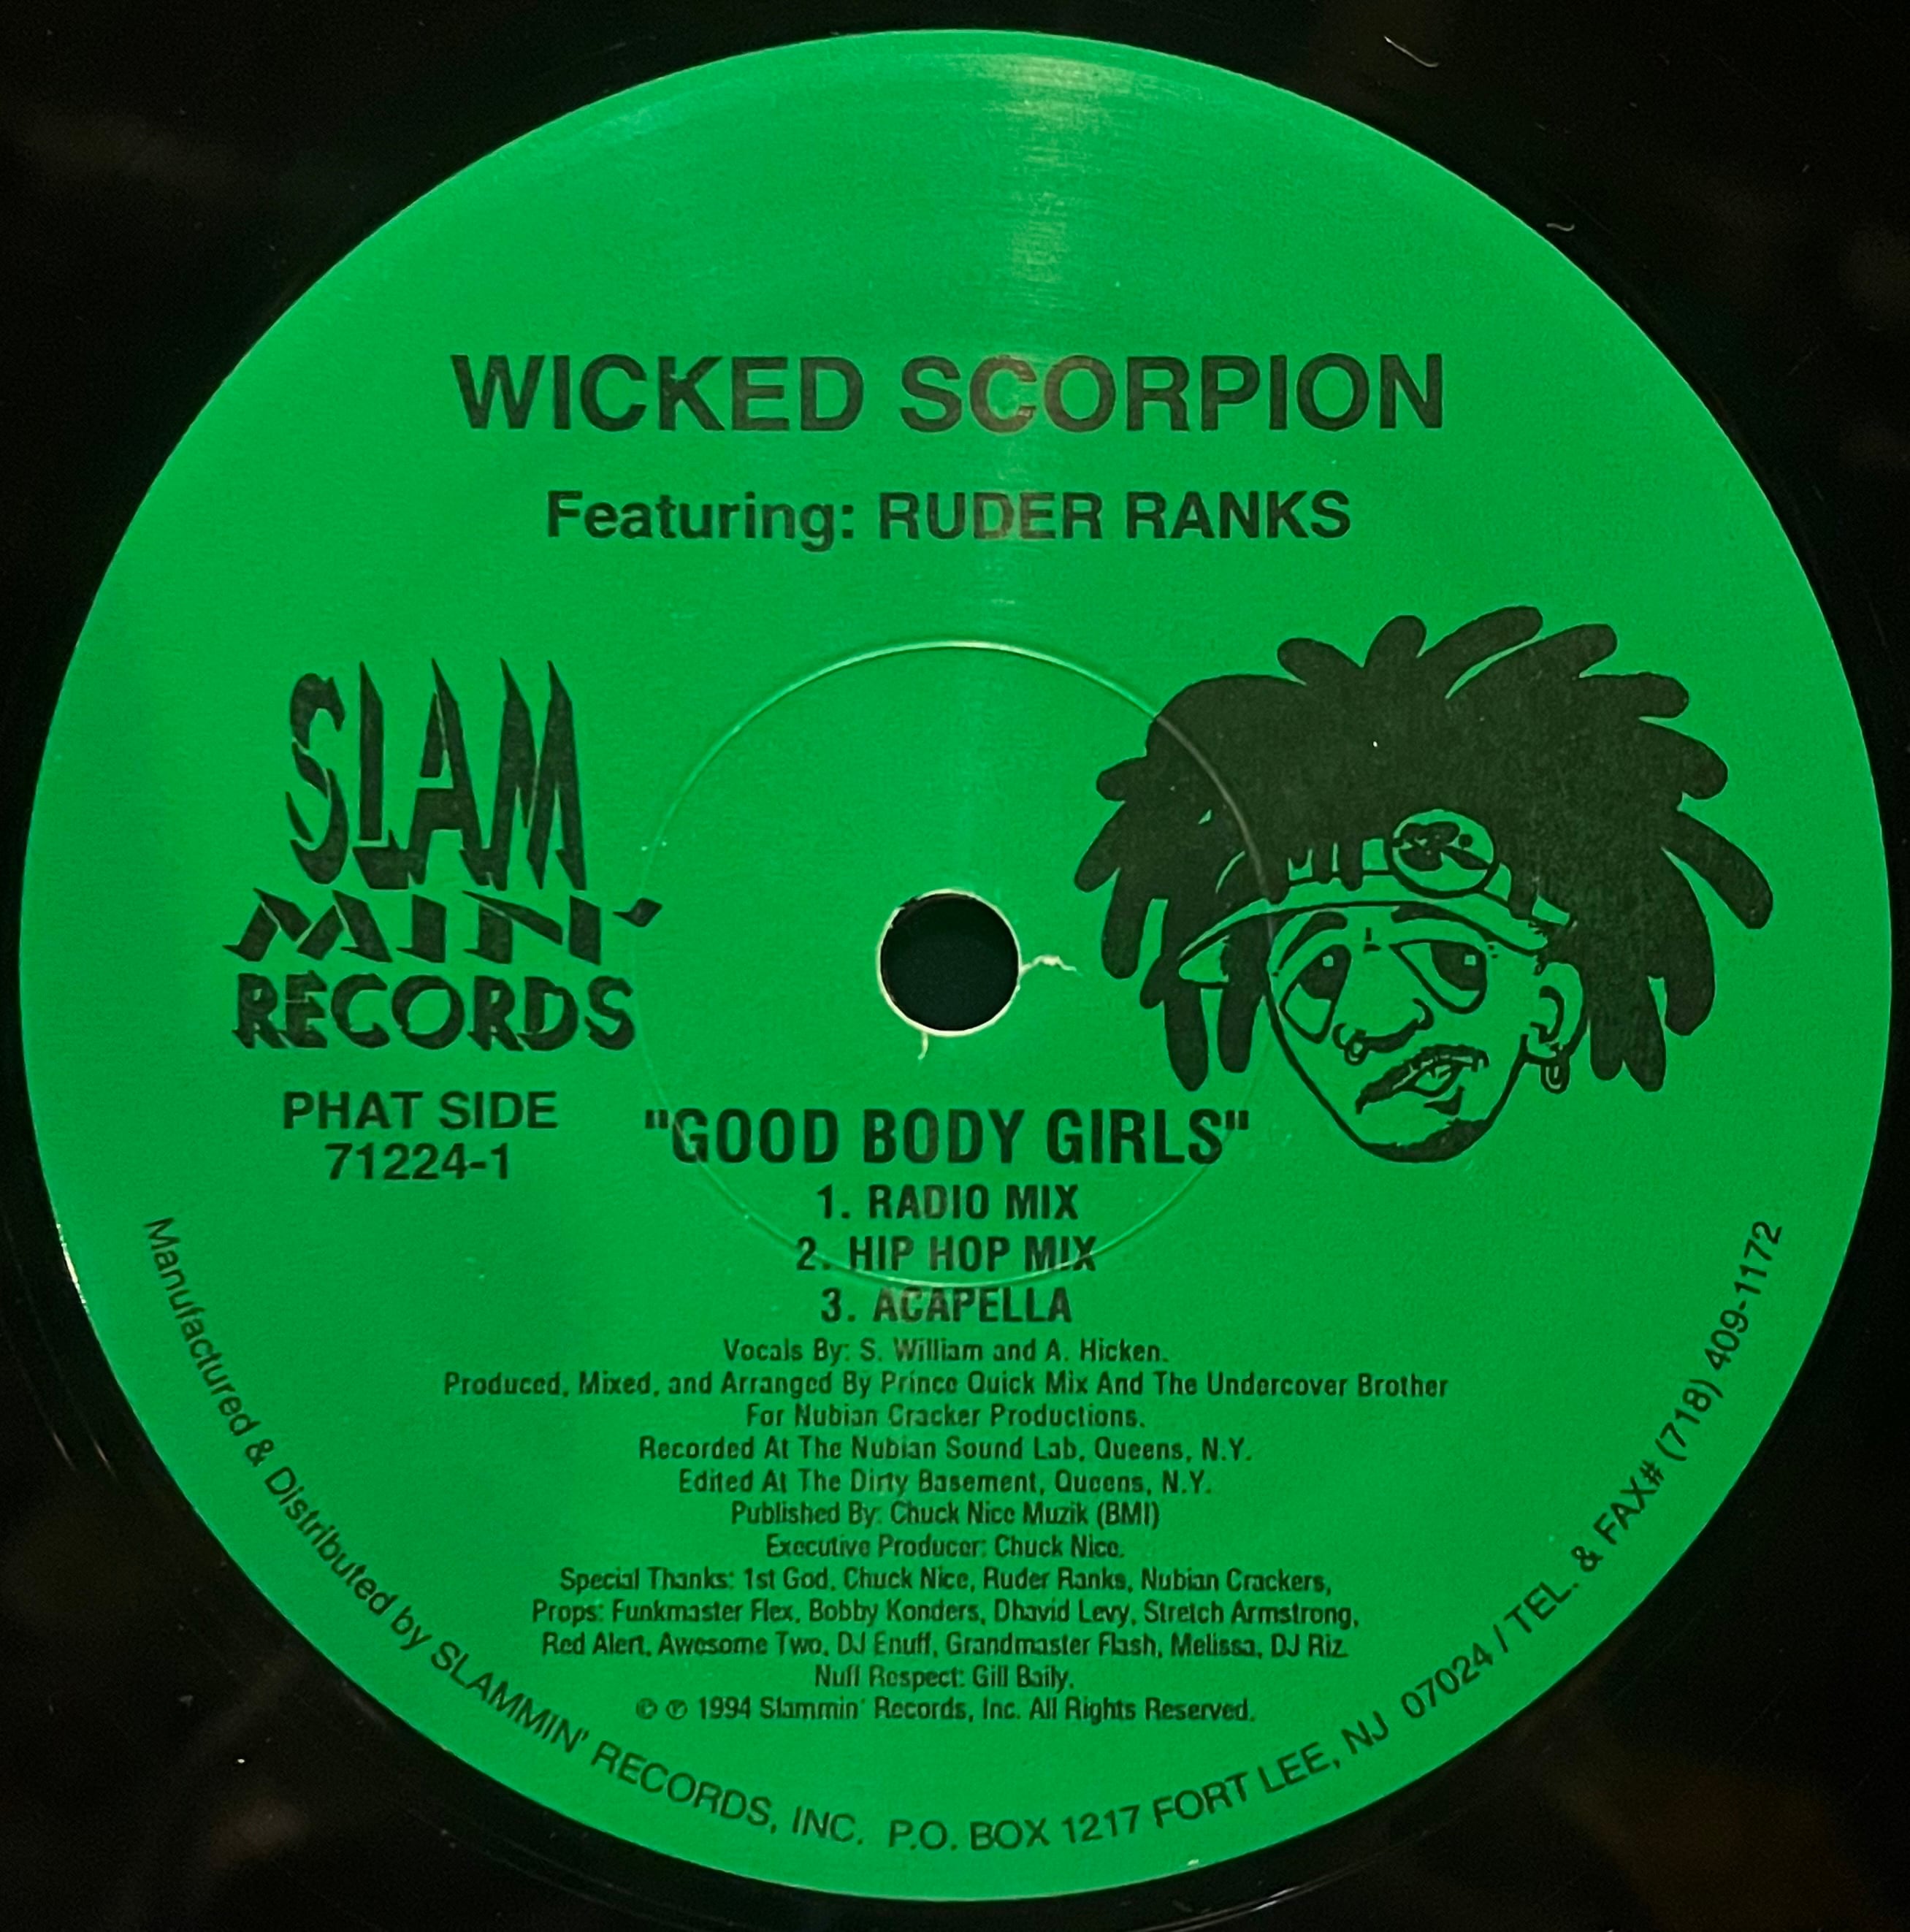 WICKED SCORPION
Featuring: RUDER RANKS
SLAM
MIN'
RECORDS
PHAT SIDE
71224-1
"GOOD BODY GIRLS"
1. RADIO MIX
2. HIP HOP MIX
3. ACAPELLA
Vocals By: S. William and A. Hicken.
Produced, Mixed, and Arranged By Prince Quick Mix And The Undercover Brother
For Nubian Cracker Productions.
Recorded At The Nubian Sound Lab, Queens, N.Y.
Edited At The Dirty Basement, Queens, N.Y.
Published By: Chuck Nice Muzik (BMI)
Executive Producer: Chuck Nice.
Special Thanks: 1st God, Chuck Nice, Ruder Ranks, Nubian Crackers,
Props: Funkmaster Flex, Bobby Konders, Dhavid Levy, Stretch Armstrong,
Red Alert, Awesome Two, DJ Enuff, Grandmaster Flash, Melissa, DJ Riz.
Nuff Respect: Gill Baily.
© ℗ 1994 Slammin' Records, Inc. All Rights Reserved.
Manufactured & Distributed by SLAMMIN' RECORDS, INC. P.O. BOX 1217 FORT LEE, NJ 07024 / TEL. & FAX# (718) 409-1172